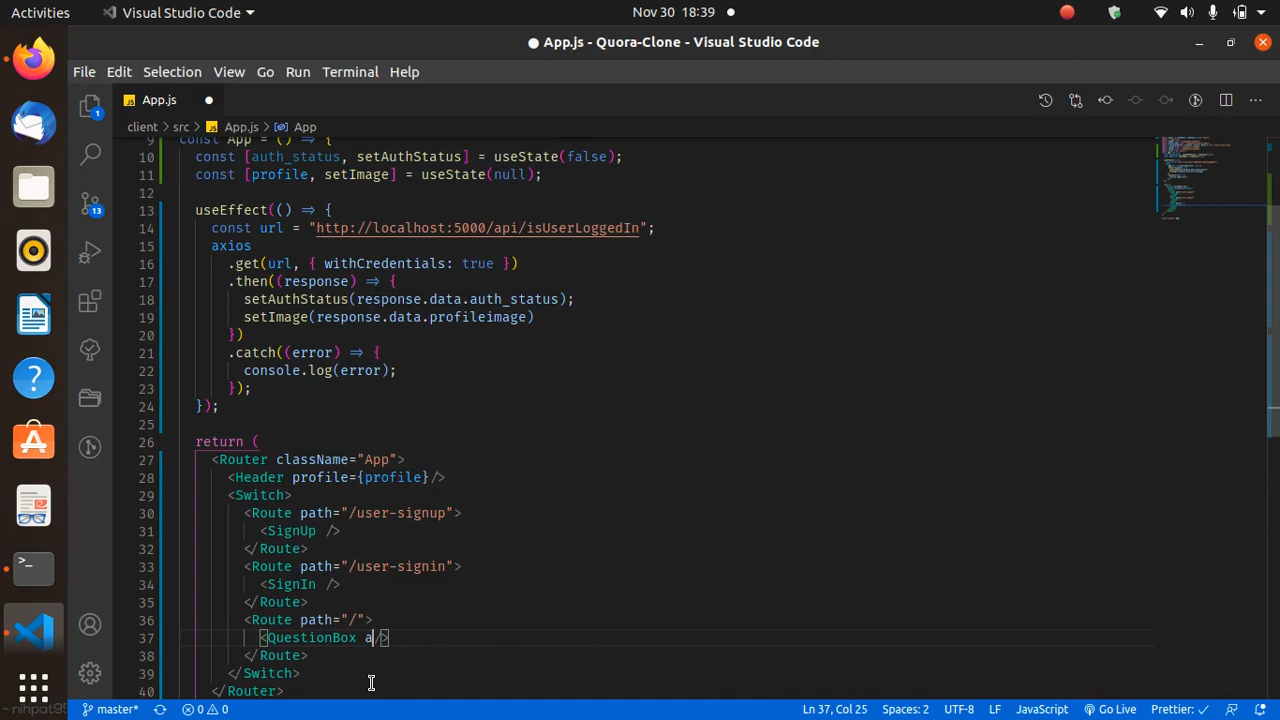 Activities Visual Studio Code Nov 30 18:39
App.js - Quora-Clone - Visual Studio Code
File Edit Selection View Go Run Terminal Help
JS App.js
client > src > JS App.js > App
9 const App = () => {
10 const [auth_status, setAuthStatus] = useState(false);
11 const [profile, setImage] = useState(null);
12
13 useEffect(() => {
14 const url = "http://localhost:5000/api/isUserLoggedIn";
15 axios
16 .get(url, { withCredentials: true })
17 .then((response) => {
18 setAuthStatus(response.data.auth_status);
19 setImage(response.data.profileimage)
20 })
21 .catch((error) => {
22 console.log(error);
23 });
24 });
25
26 return (
27 <Router className="App">
28 <Header profile={profile}/>
29 <Switch>
30 <Route path="/user-signup">
31 <SignUp />
32 </Route>
33 <Route path="/user-signin">
34 <SignIn />
35 </Route>
36 <Route path="/">
37 <QuestionBox a/>
38 </Route>
39 </Switch>
40 </Router>
1
13
master* 0 0 Ln 37, Col 25 Spaces: 2 UTF-8 LF JavaScript Go Live Prettier: ✓